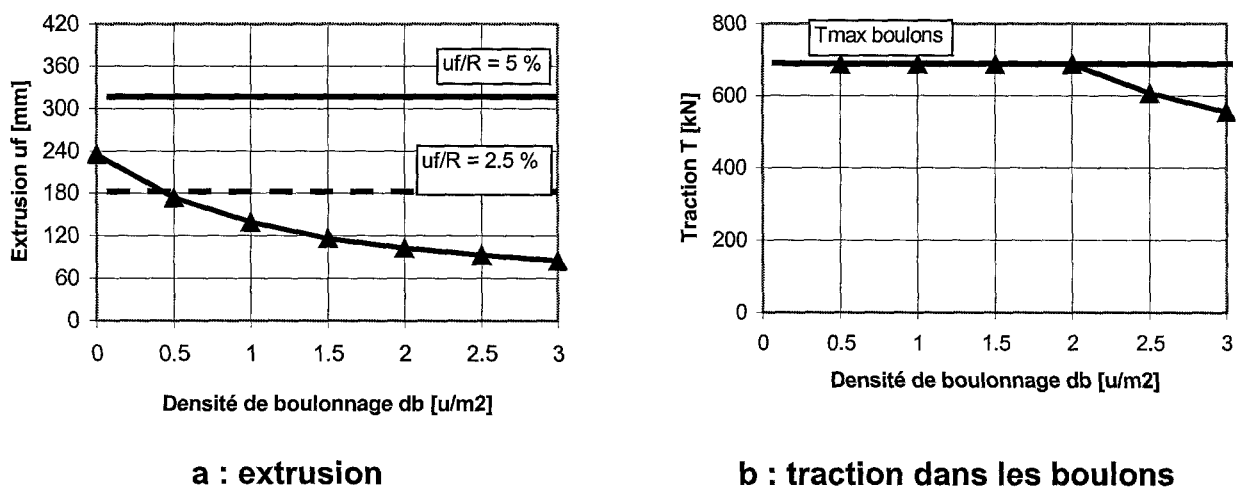 420
360
300
240
180
120
60
0
Extrusion uf [mm]
uf/R = 5 %
uf/R = 2.5 %
0 0.5 1 1.5 2 2.5 3
Densité de boulonnage db [u/m2]
a : extrusion
800
600
400
200
0
Traction T [kN]
Tmax boulons
0 0.5 1 1.5 2 2.5 3
Densité de boulonnage db [u/m2]
b : traction dans les boulons